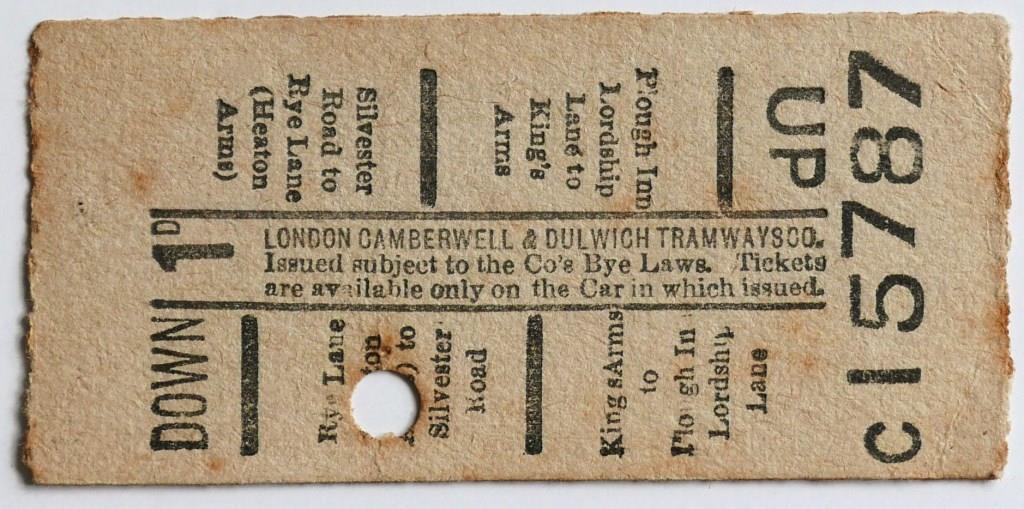 C 15787
UP
Plough Inn
Lordship
Lane to
King's
Arms
Silvester
Road to
Rye Lane
(Heaton
Arms)
1D
LONDON CAMBERWELL & DULWICH TRAMWAYS CO.
Issued subject to the Co's Bye Laws. Tickets
are available only on the Car in which issued.
DOWN
Rye Lane
) to
Silvester
Road
Kings Arms
to
Plough In
Lordship
Lane